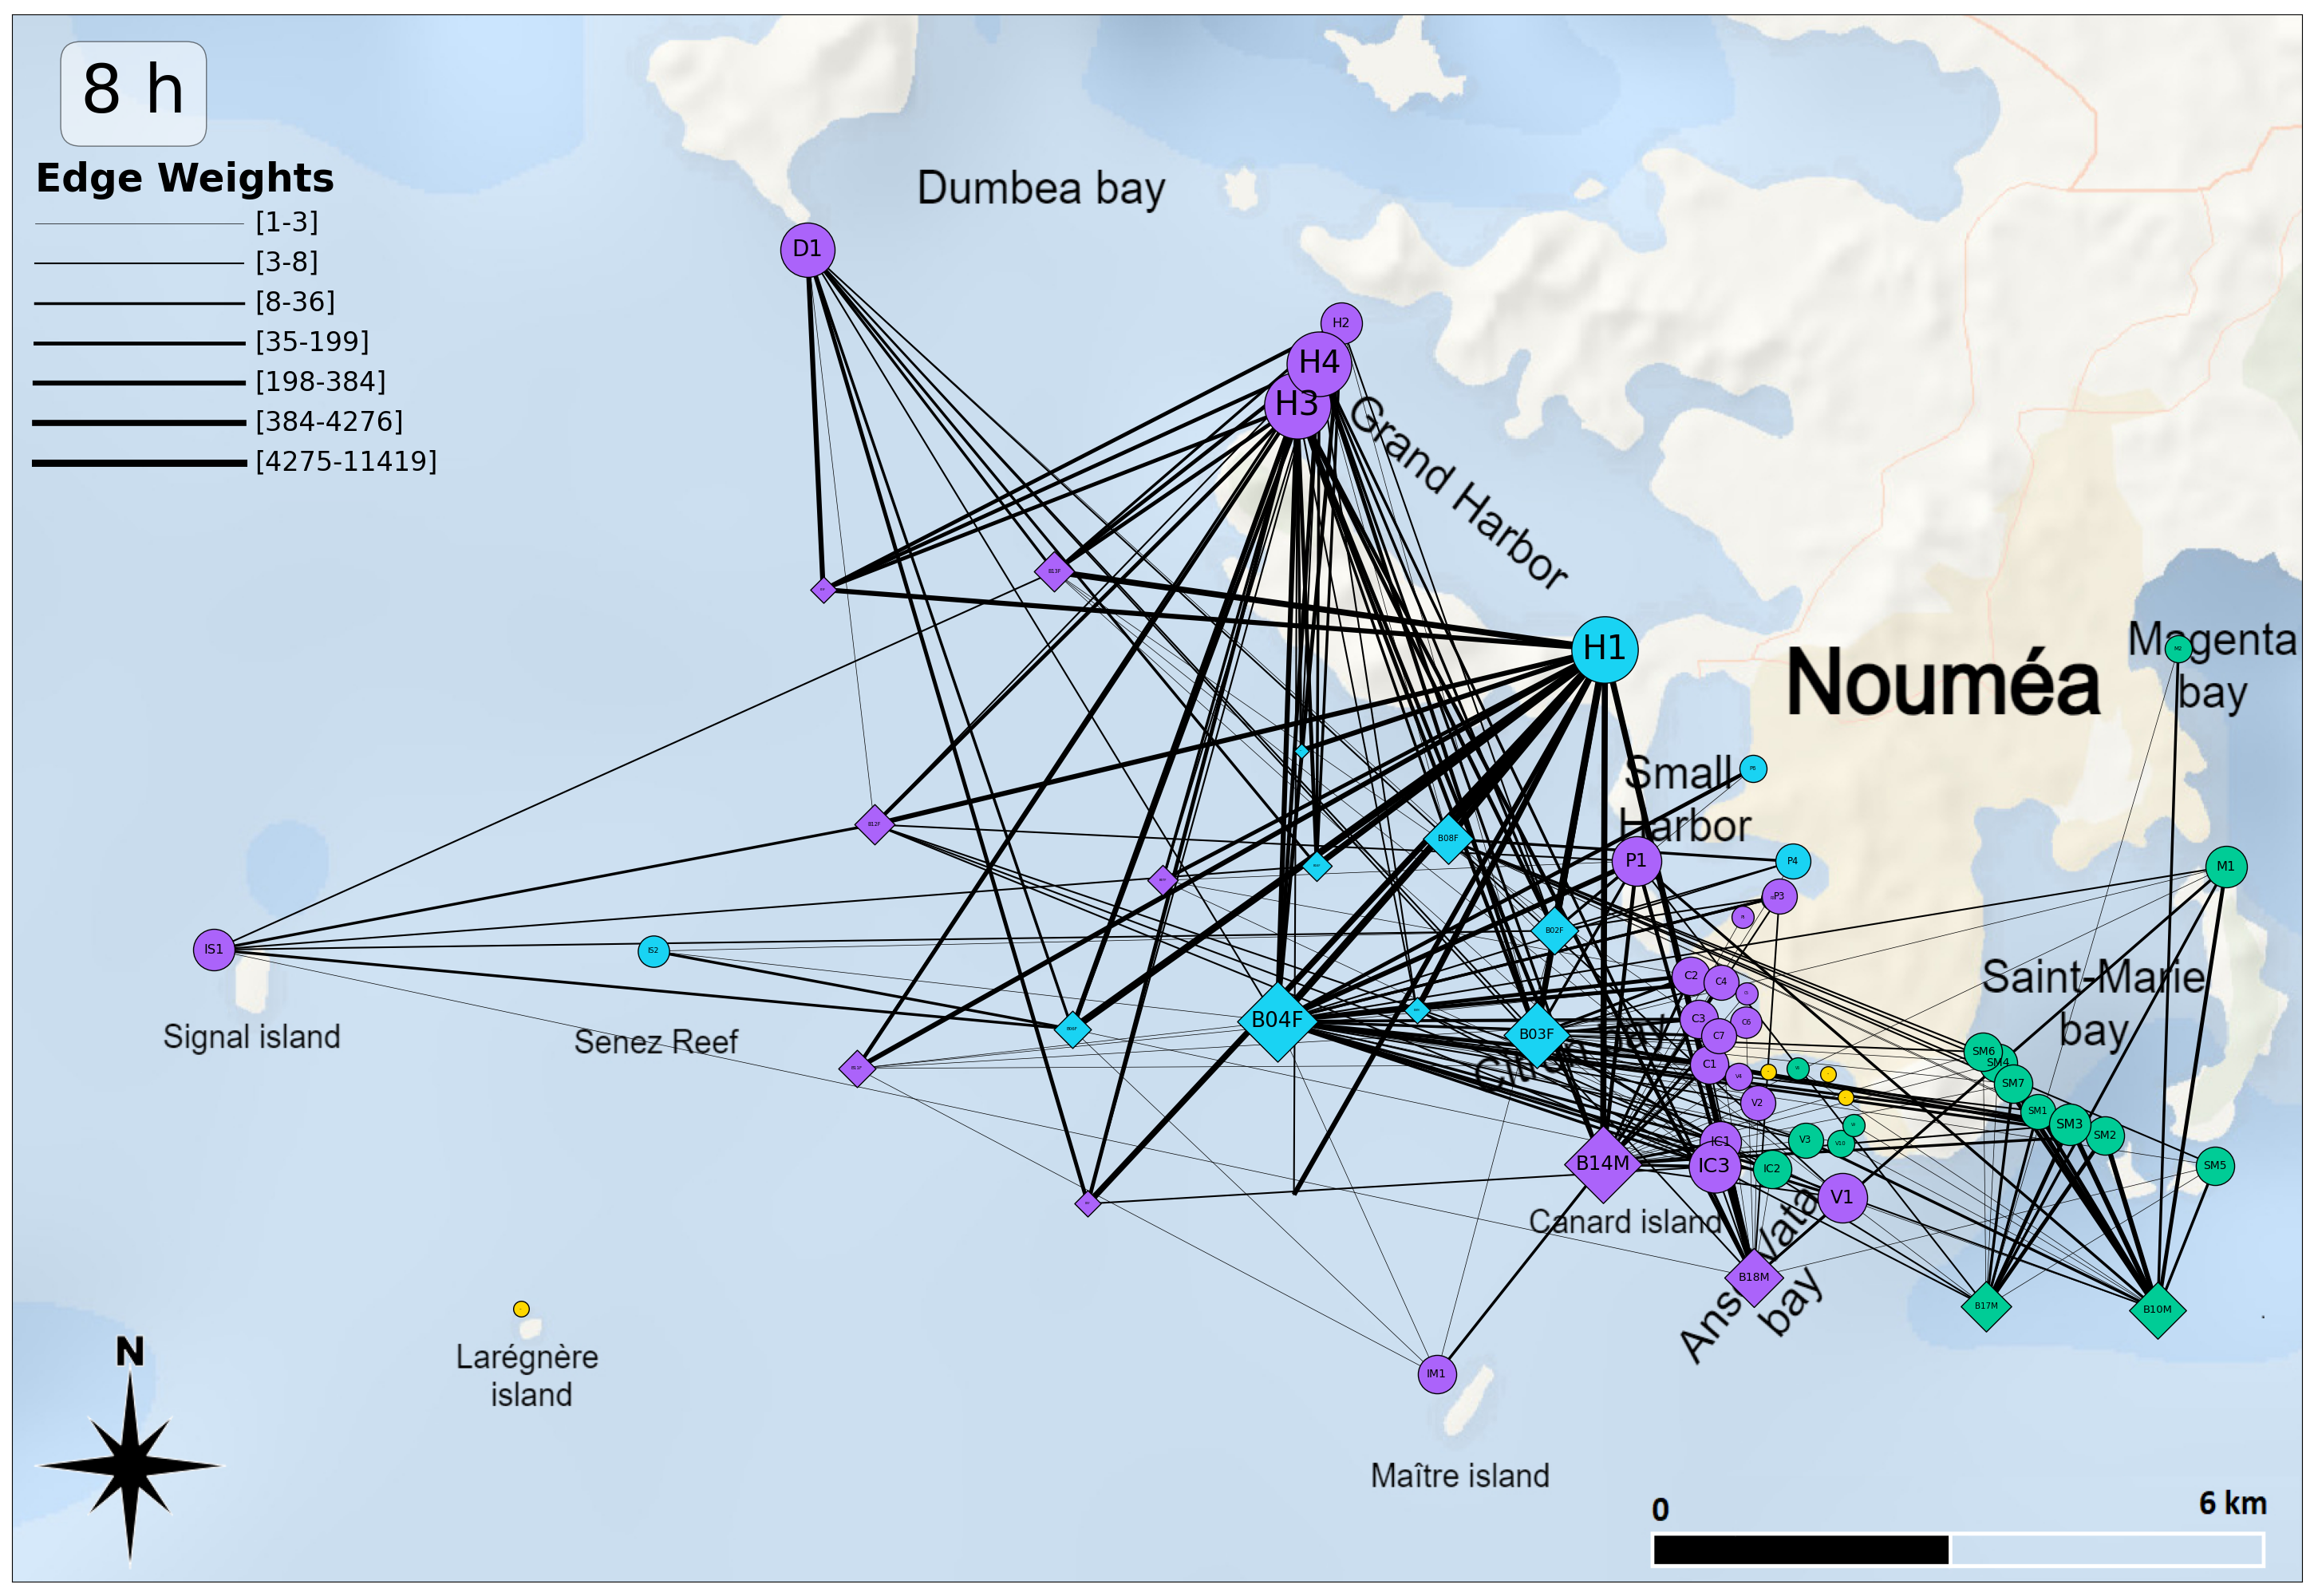 8 h
Edge Weights
[1-3]
[3-8]
[8-36]
[35-199]
[198-384]
[384-4276]
[4275-11419]
Dumbea bay
D1
H2
H4
H3
Grand Harbor
B13F
H1
Magenta
bay
M2
Nouméa
Small
Harbor
P5
B12F
B08F
P1
P4
M1
P3
B02F
IS1
IS2
Signal island
Senez Reef
C2
C4
Saint-Marie
bay
B04F
B03F
C3
C6
C7
C1
B11F
SM6
SM4
SM7
SM1
SM3
SM2
SM5
V4
V2
V3
V10
IC1
IC3
IC2
B14M
V1
Canard island
B18M
bay
B17M
B10M
Larégnère
island
IM1
Maître island
N
0
6 km